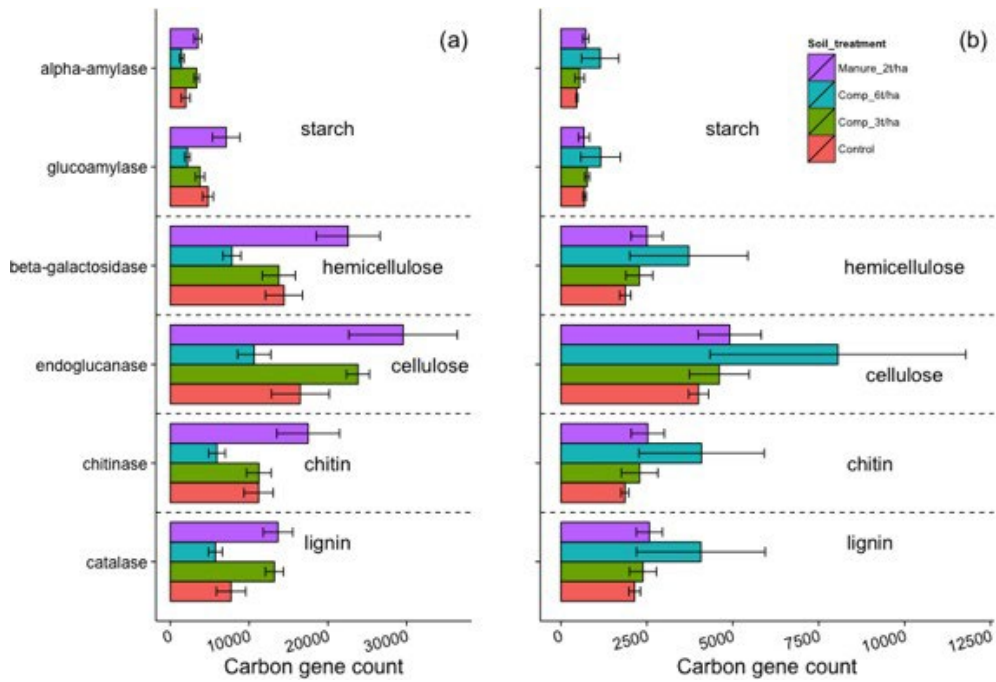 (a)
alpha-amylase
starch
glucoamylase
beta-galactosidase
hemicellulose
endoglucanase
cellulose
chitinase
chitin
lignin
catalase
0 10000 20000 30000
Carbon gene count
(b)
Soil_treatment
Manure_2t/ha
Comp_6t/ha
Comp_3t/ha
Control
starch
hemicellulose
cellulose
chitin
lignin
0 2500 5000 7500 10000 12500
Carbon gene count